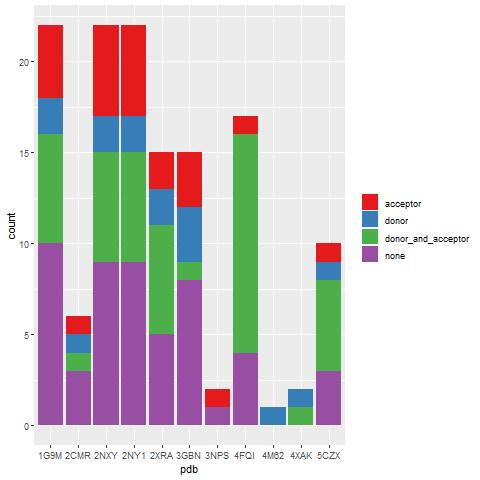 20
15
10
5
0
count
1G9M 2CMR 2NXY 2NY1 2XRA 3GBN 3NPS 4FQI 4M62 4XAK 5CZX
pdb
acceptor
donor
donor_and_acceptor
none